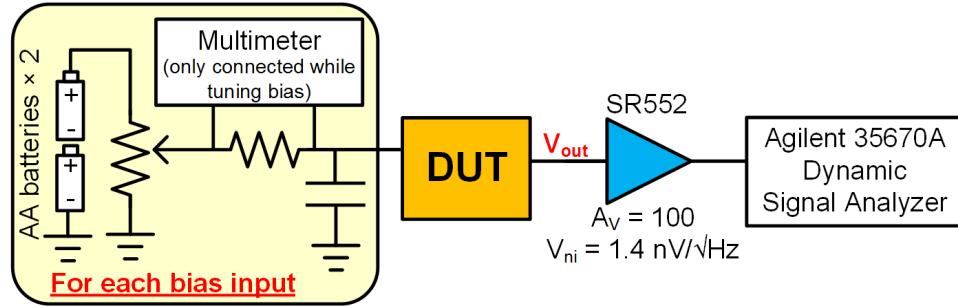 AA batteries × 2
+
-
+
-
Multimeter
(only connected while
tuning bias)
For each bias input
DUT
Vout
SR552
AV = 100
Vni = 1.4 nV/√Hz
Agilent 35670A
Dynamic
Signal Analyzer